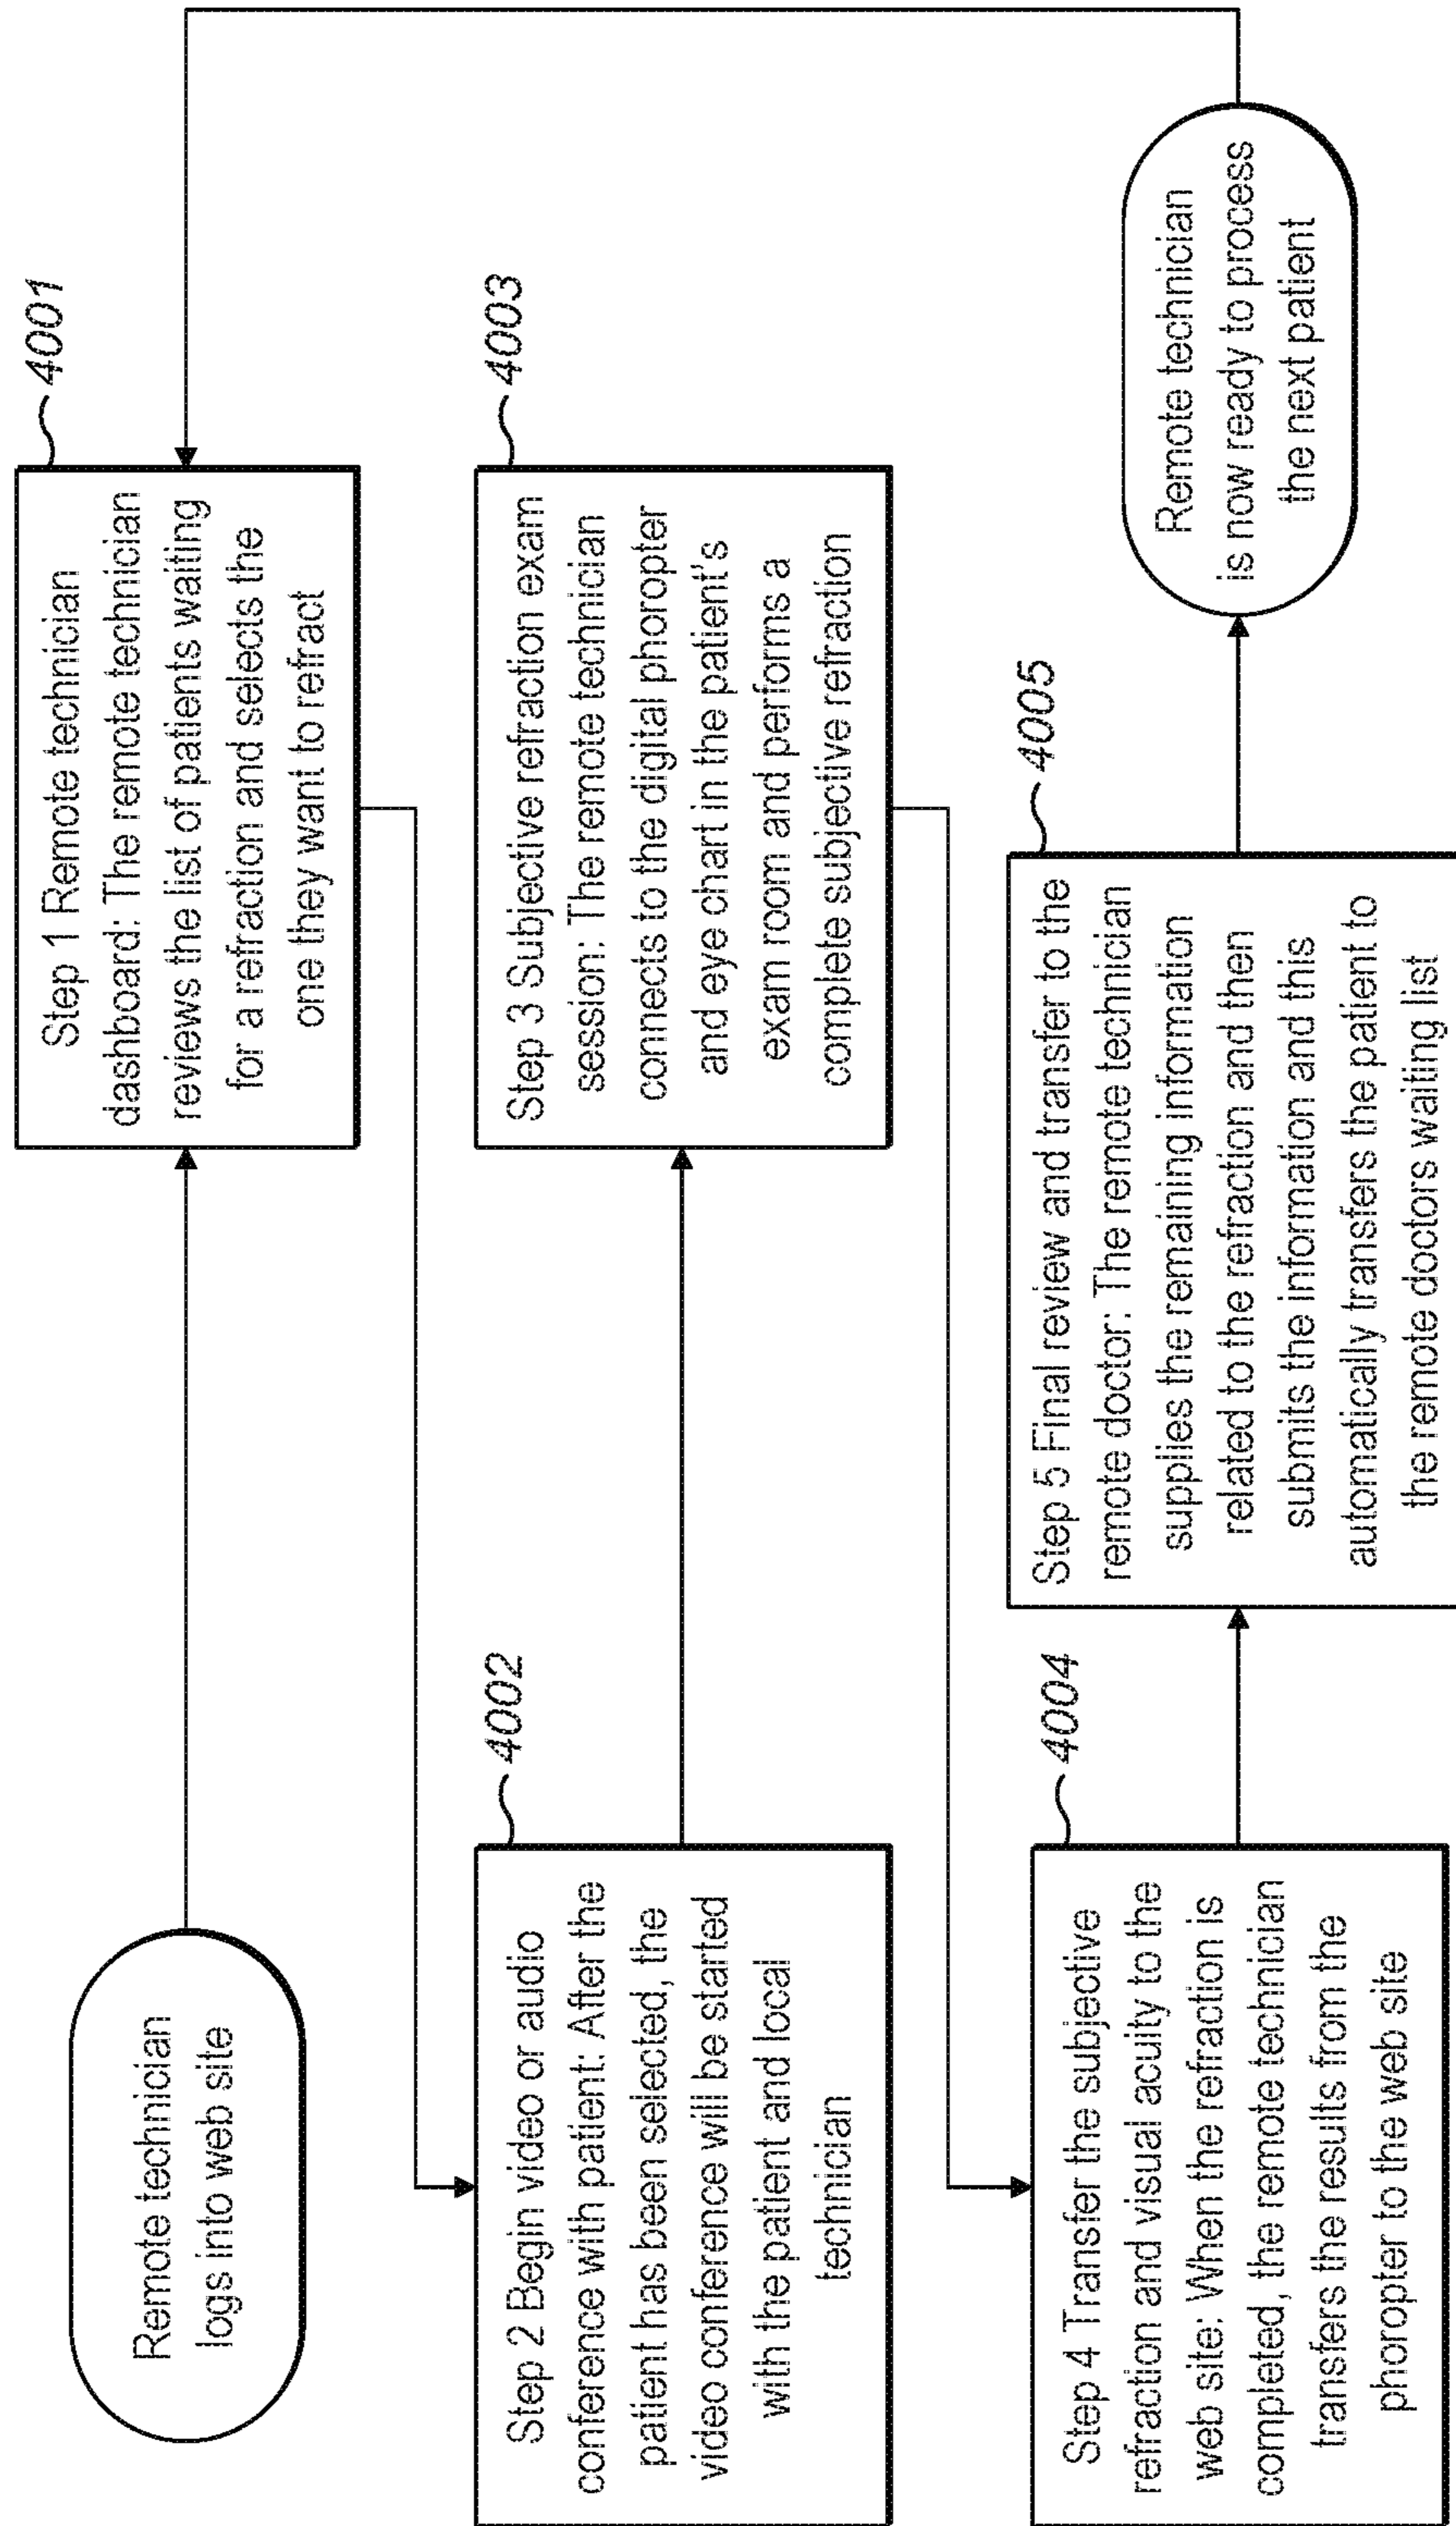 Remote technician
logs into web site
4001
Step 1 Remote technician
dashboard: The remote technician
reviews the list of patients waiting
for a refraction and selects the
one they want to refract
4002
Step 2 Begin video or audio
conference with patient: After the
patient has been selected, the
video conference will be started
with the patient and local
technician
4003
Step 3 Subjective refraction exam
session: The remote technician
connects to the digital phoropter
and eye chart in the patient's
exam room and performs a
complete subjective refraction
4004
Step 4 Transfer the subjective
refraction and visual acuity to the
web site: When the refraction is
completed, the remote technician
transfers the results from the
phoropter to the web site
4005
Step 5 Final review and transfer to the
remote doctor: The remote technician
supplies the remaining information
related to the refraction and then
submits the information and this
automatically transfers the patient to
the remote doctors waiting list
Remote technician
is now ready to process
the next patient